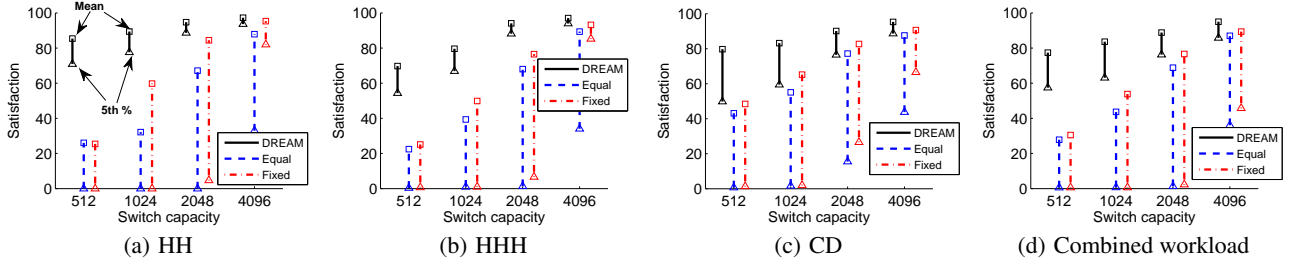 Mean
5th %
Satisfaction
100
80
60
40
20
0
512
1024
2048
4096
Switch capacity
DREAM
Equal
Fixed
(a) HH
Satisfaction
100
80
60
40
20
0
512
1024
2048
4096
Switch capacity
DREAM
Equal
Fixed
(b) HHH
Satisfaction
100
80
60
40
20
0
512
1024
2048
4096
Switch capacity
DREAM
Equal
Fixed
(c) CD
Satisfaction
100
80
60
40
20
0
512
1024
2048
4096
Switch capacity
DREAM
Equal
Fixed
(d) Combined workload